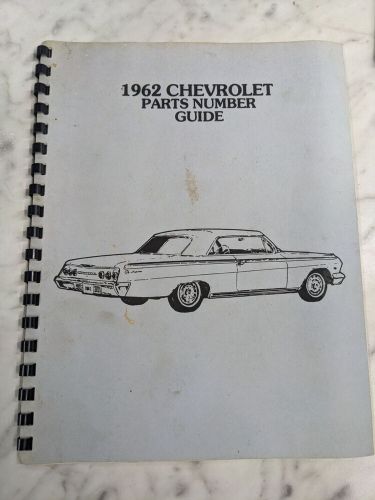 1962 CHEVROLET
PARTS NUMBER
GUIDE